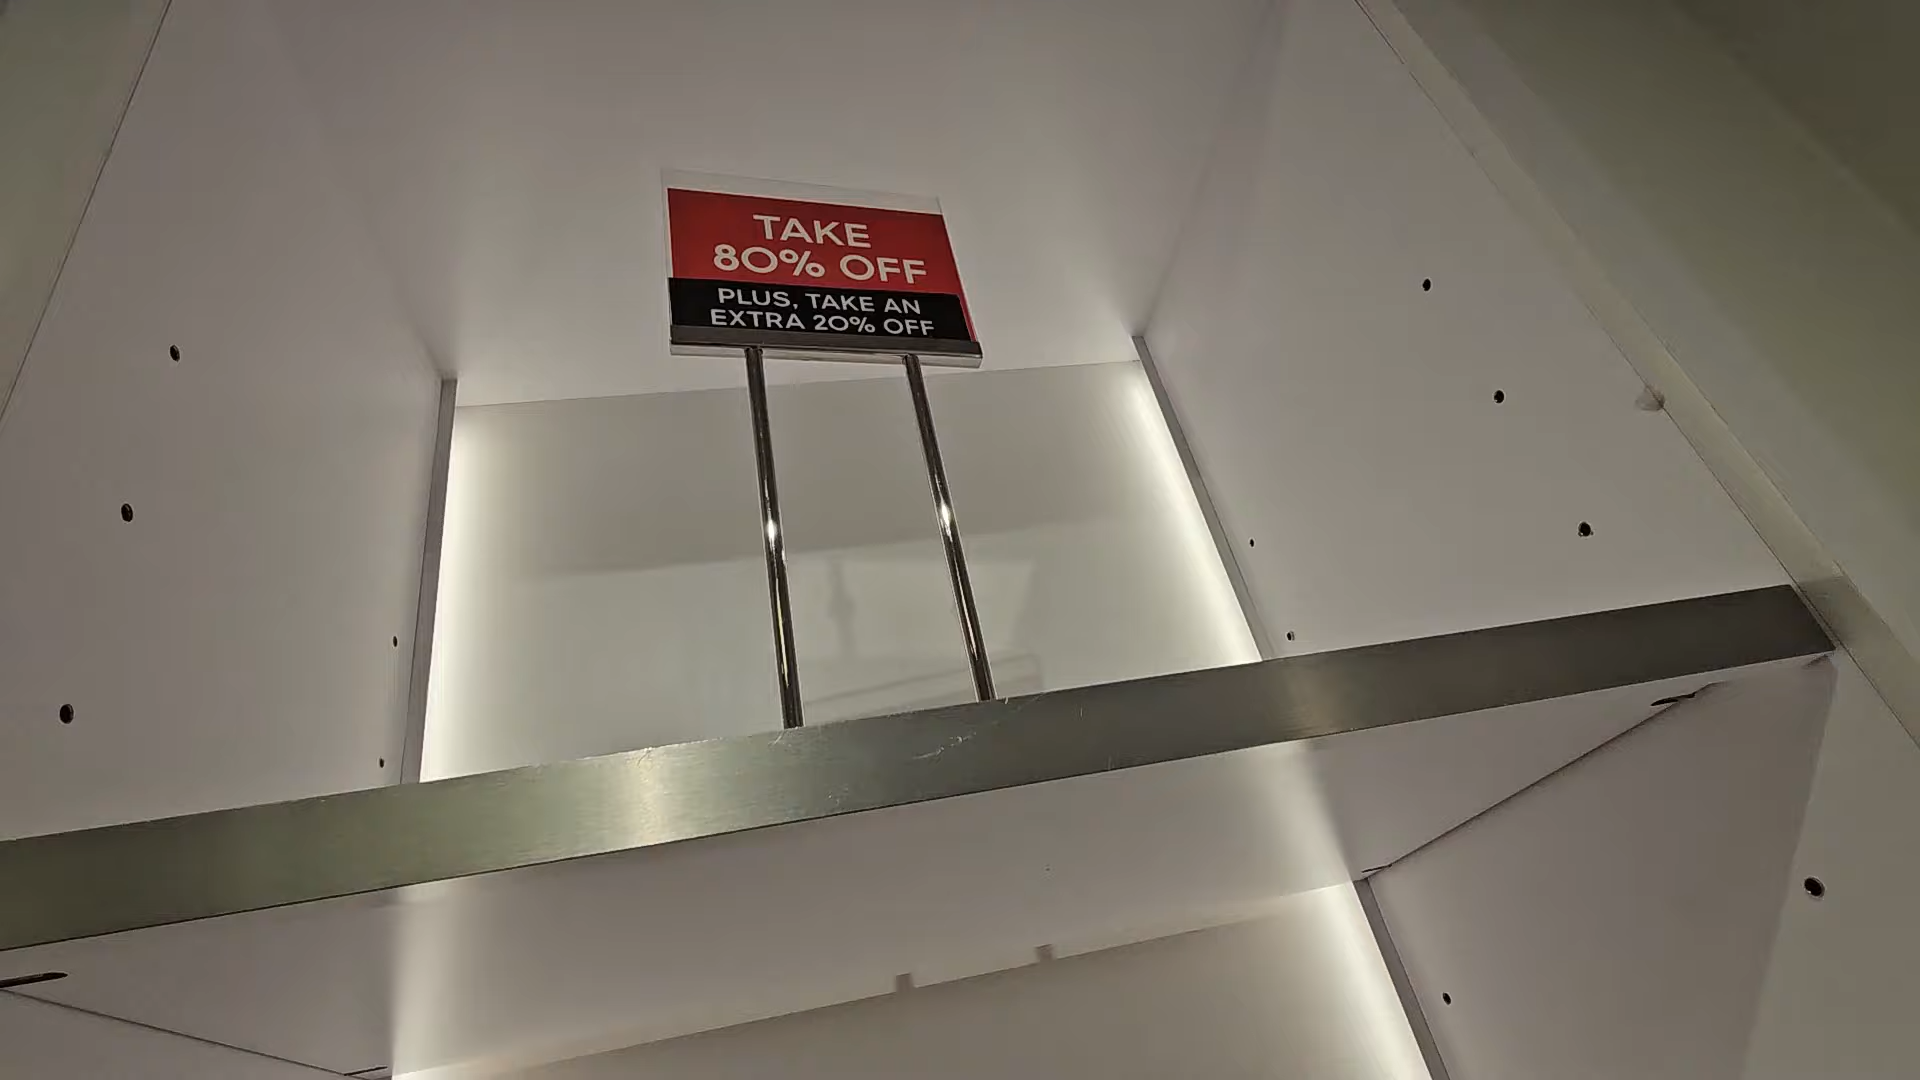 TAKE
80% OFF
PLUS, TAKE AN
EXTRA 20% OFF